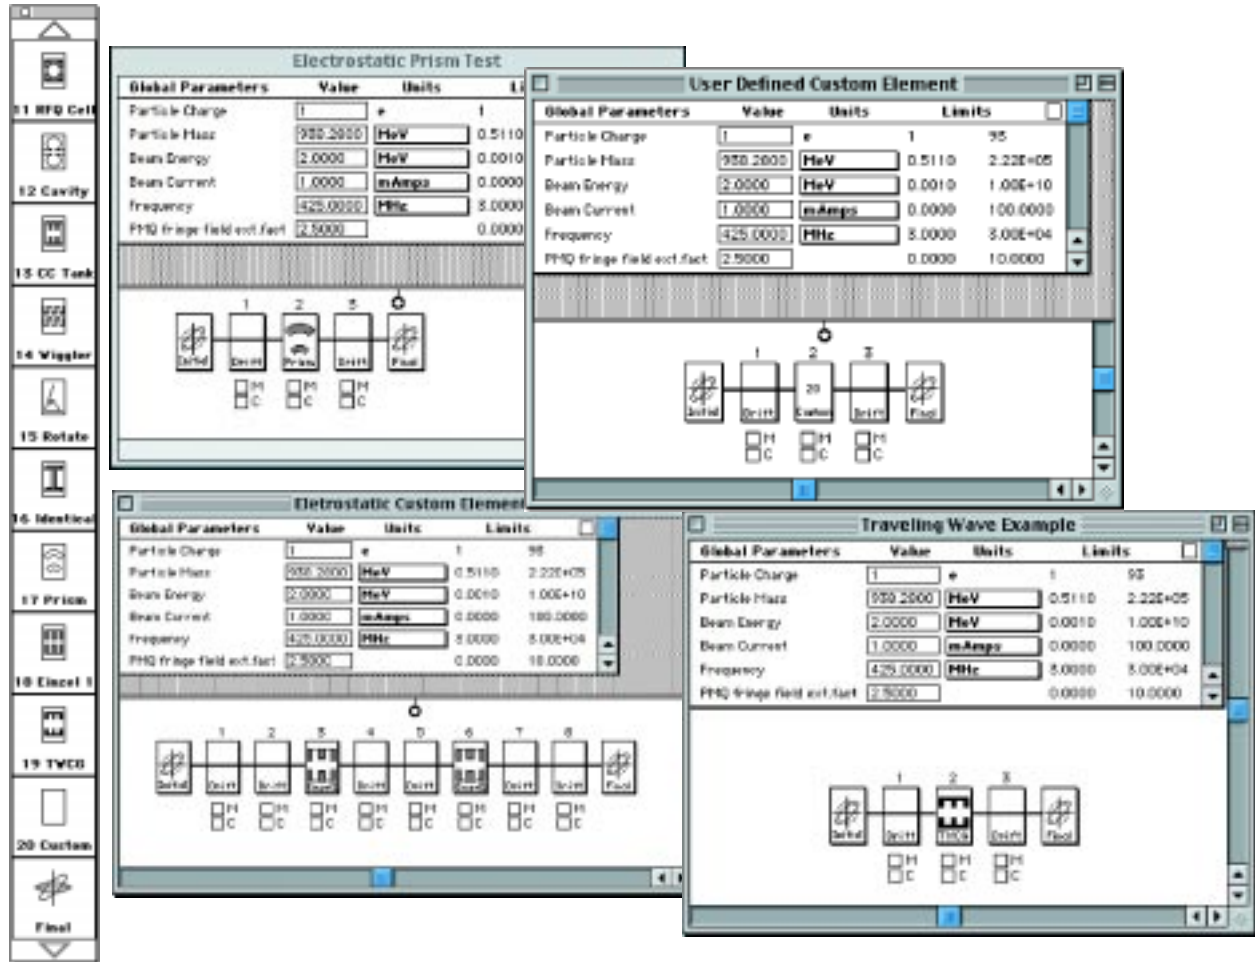 11 RFQ Cell
12 Cavity
13 CC Tank
14 Wiggler
15 Rotate
16 Identical
17 Prism
18 Einzel 1
19 TWCG
20 Custom
Final
Electrostatic Prism Test
Global Parameters Value Units Li
Particle Charge 1 e 1
Particle Mass 938.2800 MeV 0.5110
Beam Energy 2.0000 MeV 0.0010
Beam Current 1.0000 mAmps 0.0000
Frequency 425.0000 MHz 3.0000
PMQ fringe field ext.fact 2.5000 0.0000
1 2 3
Initial Drift Prism Drift Final
M M M
C C C
User Defined Custom Element
Global Parameters Value Units Limits
Particle Charge 1 e 1 93
Particle Mass 938.2800 MeV 0.5110 2.22E+05
Beam Energy 2.0000 MeV 0.0010 1.00E+10
Beam Current 1.0000 mAmps 0.0000 100.0000
Frequency 425.0000 MHz 3.0000 3.00E+04
PMQ fringe field ext.fact 2.5000 0.0000 10.0000
1 2 3
20
Initial Drift Custom Drift Final
M M M
C C C
Eletrostatic Custom Element
Global Parameters Value Units Limits
Particle Charge 1 e 1 93
Particle Mass 938.2800 MeV 0.5110 2.22E+05
Beam Energy 2.0000 MeV 0.0010 1.00E+10
Beam Current 1.0000 mAmps 0.0000 100.0000
Frequency 425.0000 MHz 3.0000 3.00E+04
PMQ fringe field ext.fact 2.5000 0.0000 10.0000
1 2 3 4 5 6 7 8
Initial Drift Drift Drift Drift Drift Drift Final
M M M M M M M M
C C C C C C C C
Traveling Wave Example
Global Parameters Value Units Limits
Particle Charge 1 e 1 93
Particle Mass 938.2800 MeV 0.5110 2.22E+05
Beam Energy 2.0000 MeV 0.0010 1.00E+10
Beam Current 1.0000 mAmps 0.0000 100.0000
Frequency 425.0000 MHz 3.0000 3.00E+04
PMQ fringe field ext.fact 2.5000 0.0000 10.0000
1 2 3
Initial Drift TWCG Drift Final
M M M
C C C